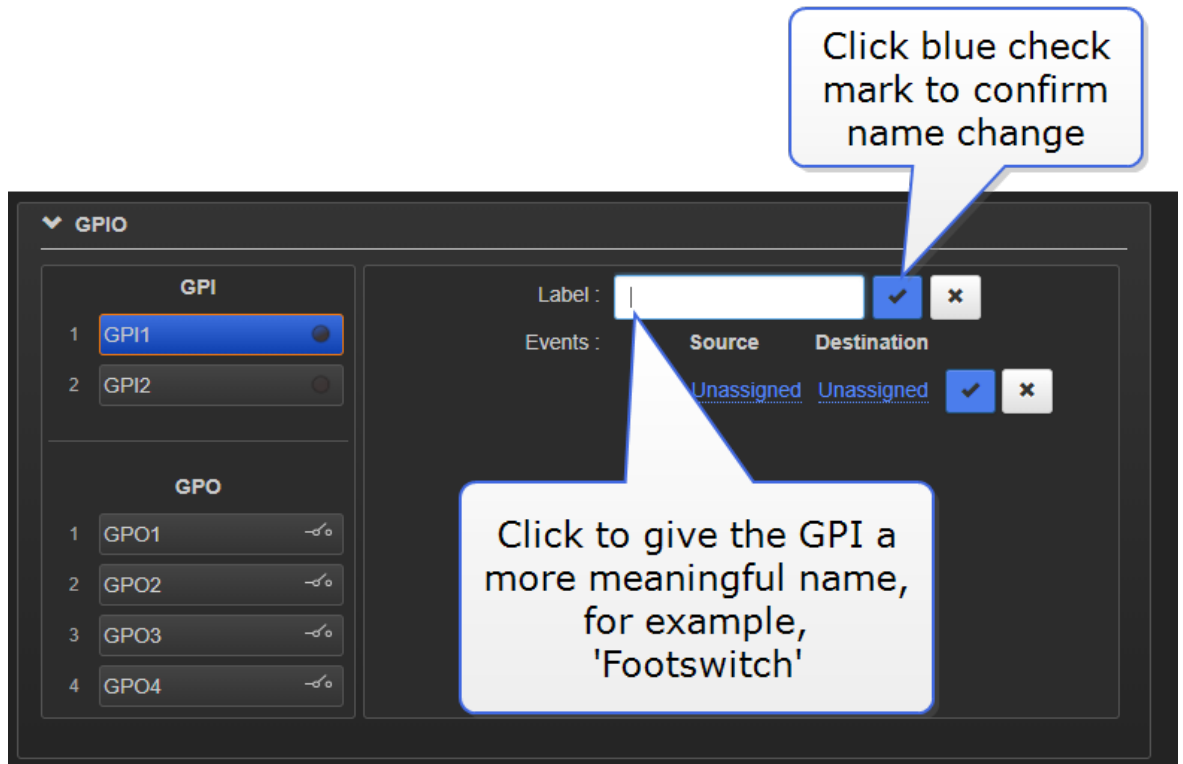 Click blue check
mark to confirm
name change
GPIO
GPI
1 GPI1
2 GPI2
GPO
1 GPO1
2 GPO2
3 GPO3
4 GPO4
Label :
Events : Source Destination
Unassigned Unassigned
Click to give the GPI a
more meaningful name,
for example,
'Footswitch'